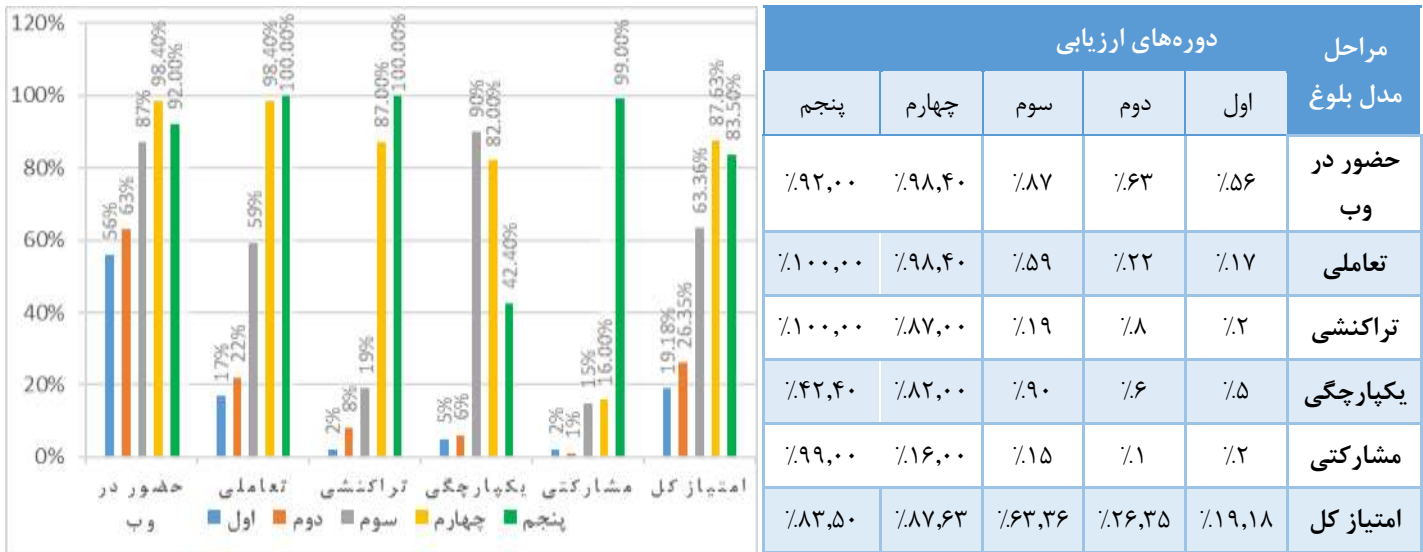 120%
100%
80%
60%
40%
20%
0%
56%
63%
87%
98.40%
92.00%
17%
22%
59%
98.40%
100.00%
2%
8%
19%
87.00%
100.00%
5%
6%
90%
82.00%
42.40%
2%
1%
15%
16.00%
99.00%
19.18%
26.35%
63.36%
87.63%
83.50%
حضور در
وب
تعاملی
تراکنشی
یکپارچگی
مشارکتی
امتیاز کل
اول دوم سوم چهارم پنجم
مراحل
مدل بلوغ
دوره‌های ارزیابی
اول دوم سوم چهارم پنجم
حضور در
وب
٪۵۶ ٪۶۳ ٪۸۷ ٪۹۸,۴۰ ٪۹۲,۰۰
تعاملی ٪۱۷ ٪۲۲ ٪۵۹ ٪۹۸,۴۰ ٪۱۰۰,۰۰
تراکنشی ٪۲ ٪۸ ٪۱۹ ٪۸۷,۰۰ ٪۱۰۰,۰۰
یکپارچگی ٪۵ ٪۶ ٪۹۰ ٪۸۲,۰۰ ٪۴۲,۴۰
مشارکتی ٪۲ ٪۱ ٪۱۵ ٪۱۶,۰۰ ٪۹۹,۰۰
امتیاز کل ٪۱۹,۱۸ ٪۲۶,۳۵ ٪۶۳,۳۶ ٪۸۷,۶۳ ٪۸۳,۵۰